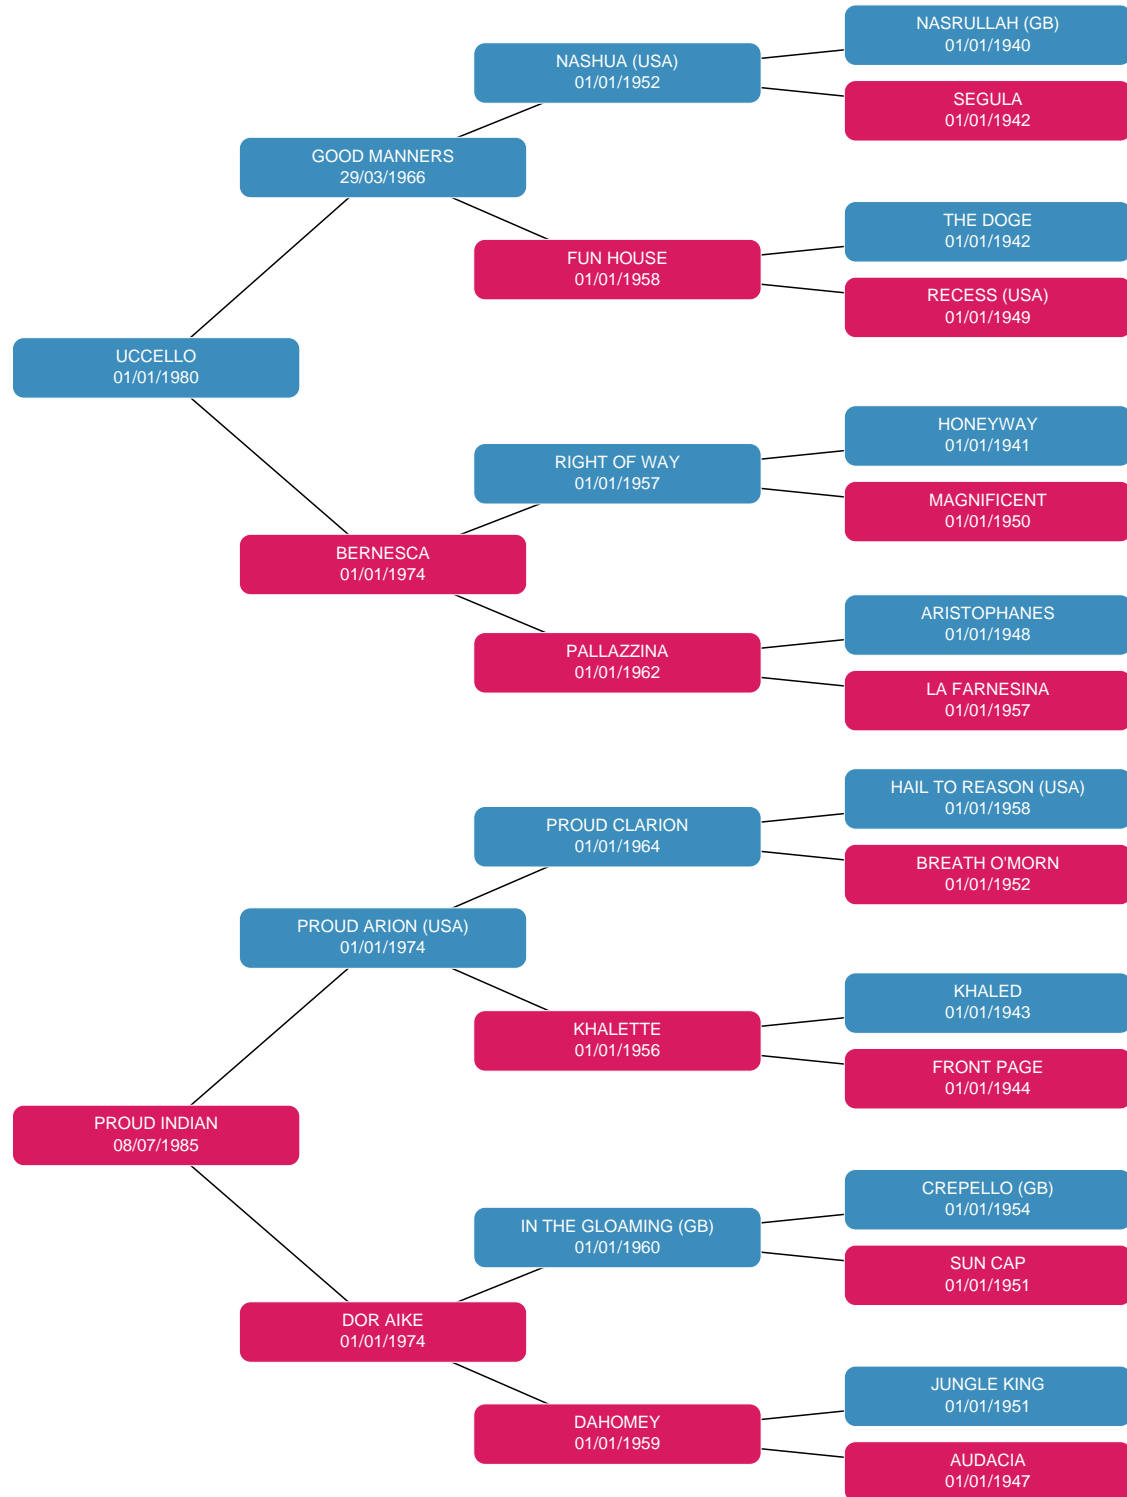 NASRULLAH (GB)
01/01/1940
NASHUA (USA)
01/01/1952
SEGULA
01/01/1942
GOOD MANNERS
29/03/1966
THE DOGE
01/01/1942
FUN HOUSE
01/01/1958
RECESS (USA)
01/01/1949
UCCELLO
01/01/1980
HONEYWAY
01/01/1941
RIGHT OF WAY
01/01/1957
MAGNIFICENT
01/01/1950
BERNESCA
01/01/1974
ARISTOPHANES
01/01/1948
PALLAZZINA
01/01/1962
LA FARNESINA
01/01/1957
HAIL TO REASON (USA)
01/01/1958
PROUD CLARION
01/01/1964
BREATH O'MORN
01/01/1952
PROUD ARION (USA)
01/01/1974
KHALED
01/01/1943
KHALETTE
01/01/1956
FRONT PAGE
01/01/1944
PROUD INDIAN
08/07/1985
CREPELLO (GB)
01/01/1954
IN THE GLOAMING (GB)
01/01/1960
SUN CAP
01/01/1951
DOR AIKE
01/01/1974
JUNGLE KING
01/01/1951
DAHOMEY
01/01/1959
AUDACIA
01/01/1947